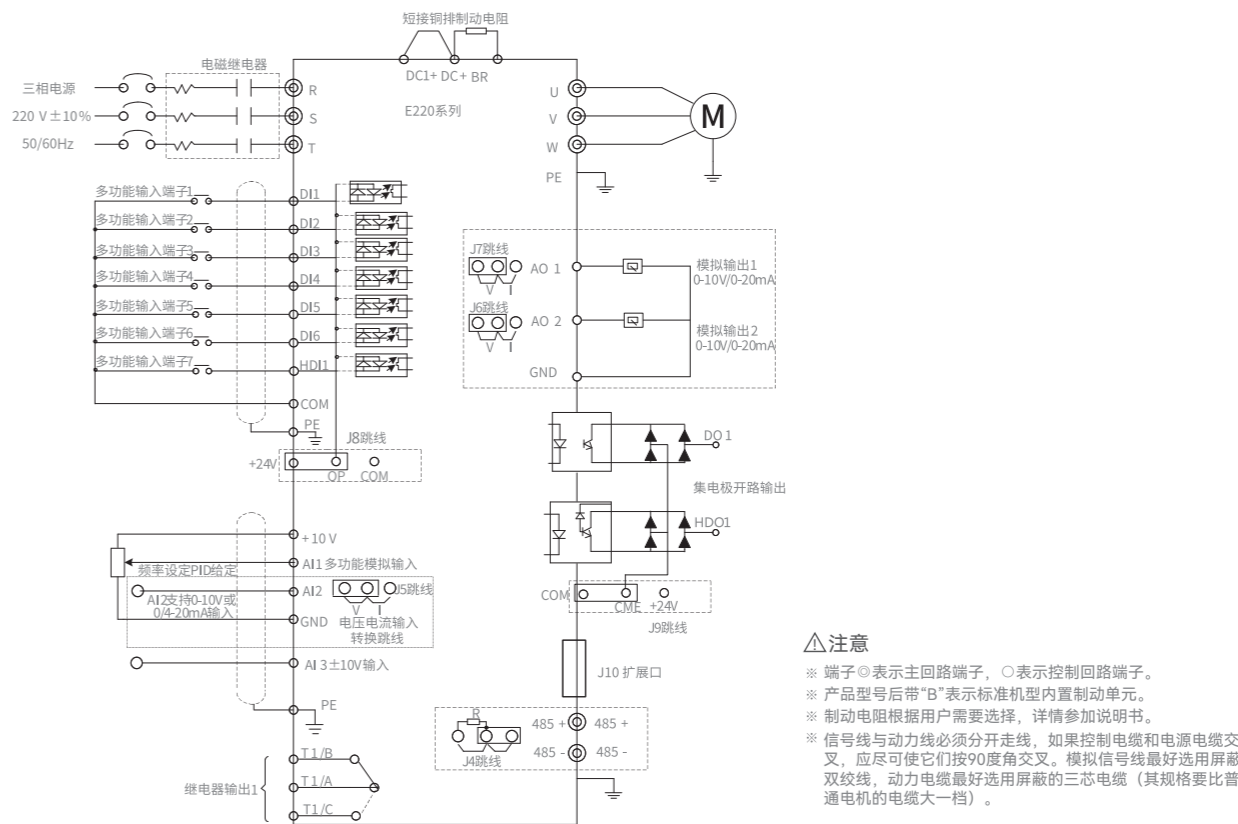 短接铜排制动电阻
DC1+ DC+ BR
电磁继电器
三相电源
220 V±10%
50/60Hz
R
S
T
E220系列
U
V
W
M
PE
多功能输入端子1
DI1
多功能输入端子2
DI2
多功能输入端子3
DI3
多功能输入端子4
DI4
多功能输入端子5
DI5
多功能输入端子6
DI6
多功能输入端子7
HDI1
COM
PE
J8跳线
+24V
OP
COM
J7跳线
V I
AO 1
模拟输出1
0-10V/0-20mA
J6跳线
V I
AO 2
模拟输出2
0-10V/0-20mA
GND
DO1
集电极开路输出
HDO1
COM
CME
+24V
J9跳线
+10V
AI1多功能模拟输入
频率设定PID给定
AI2
J5跳线
AI2支持0-10V或
0/4-20mA输入
V I
GND
电压电流输入
转换跳线
AI 3±10V输入
PE
J10 扩展口
R
J4跳线
485 +
485 +
485 -
485 -
继电器输出1
T1/B
T1/A
T1/C
⚠注意
※ 端子◎表示主回路端子，○表示控制回路端子。
※ 产品型号后带“B”表示标准机型内置制动单元。
※ 制动电阻根据用户需要选择，详情参加说明书。
※ 信号线与动力线必须分开走线，如果控制电缆和电源电缆交
叉，应尽可使它们按90度角交叉。模拟信号线最好选用屏蔽
双绞线，动力电缆最好选用屏蔽的三芯电缆（其规格要比普
通电机的电缆大一档）。